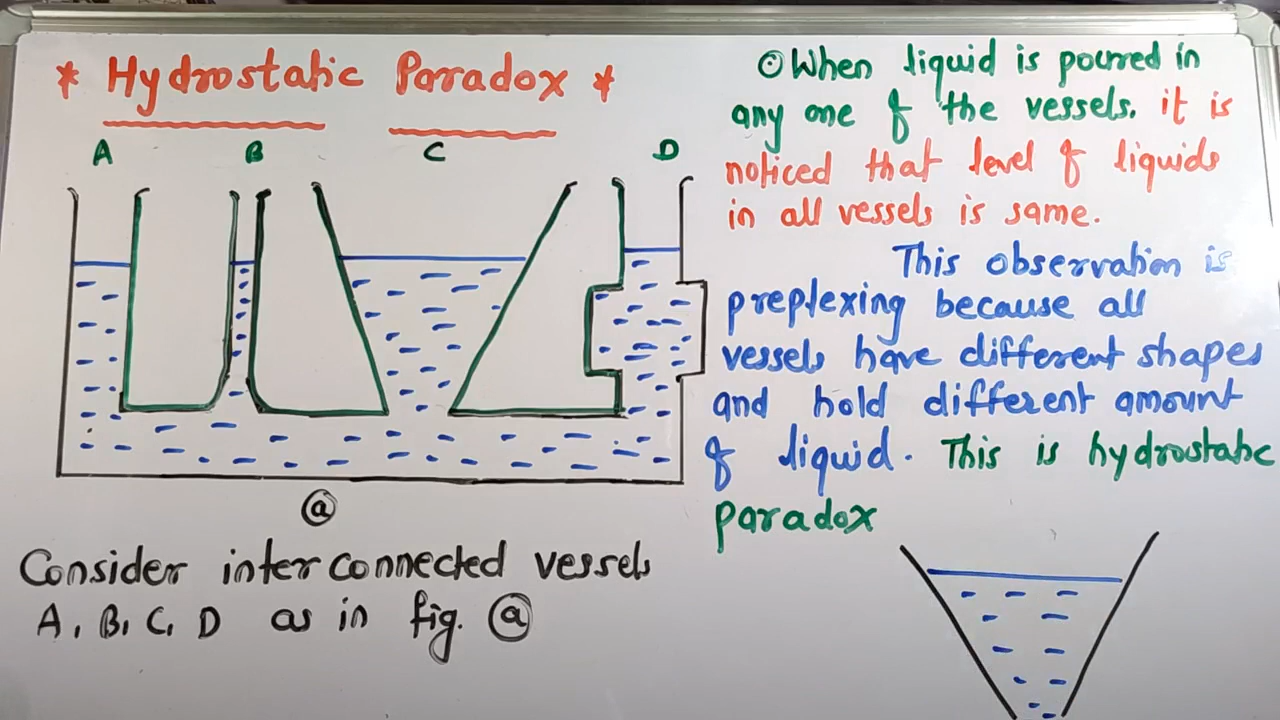 * Hydrostatic Paradox *
A B C D
ⓐ
Consider interconnected vessels
A, B, C, D as in fig. ⓐ
⊙ When liquid is poured in
any one of the vessels. it is
noticed that level of liquids
in all vessels is same.
This observation is
preplexing because all
vessels have different shapes
and hold different amount
of liquid. This is hydrostatic
paradox